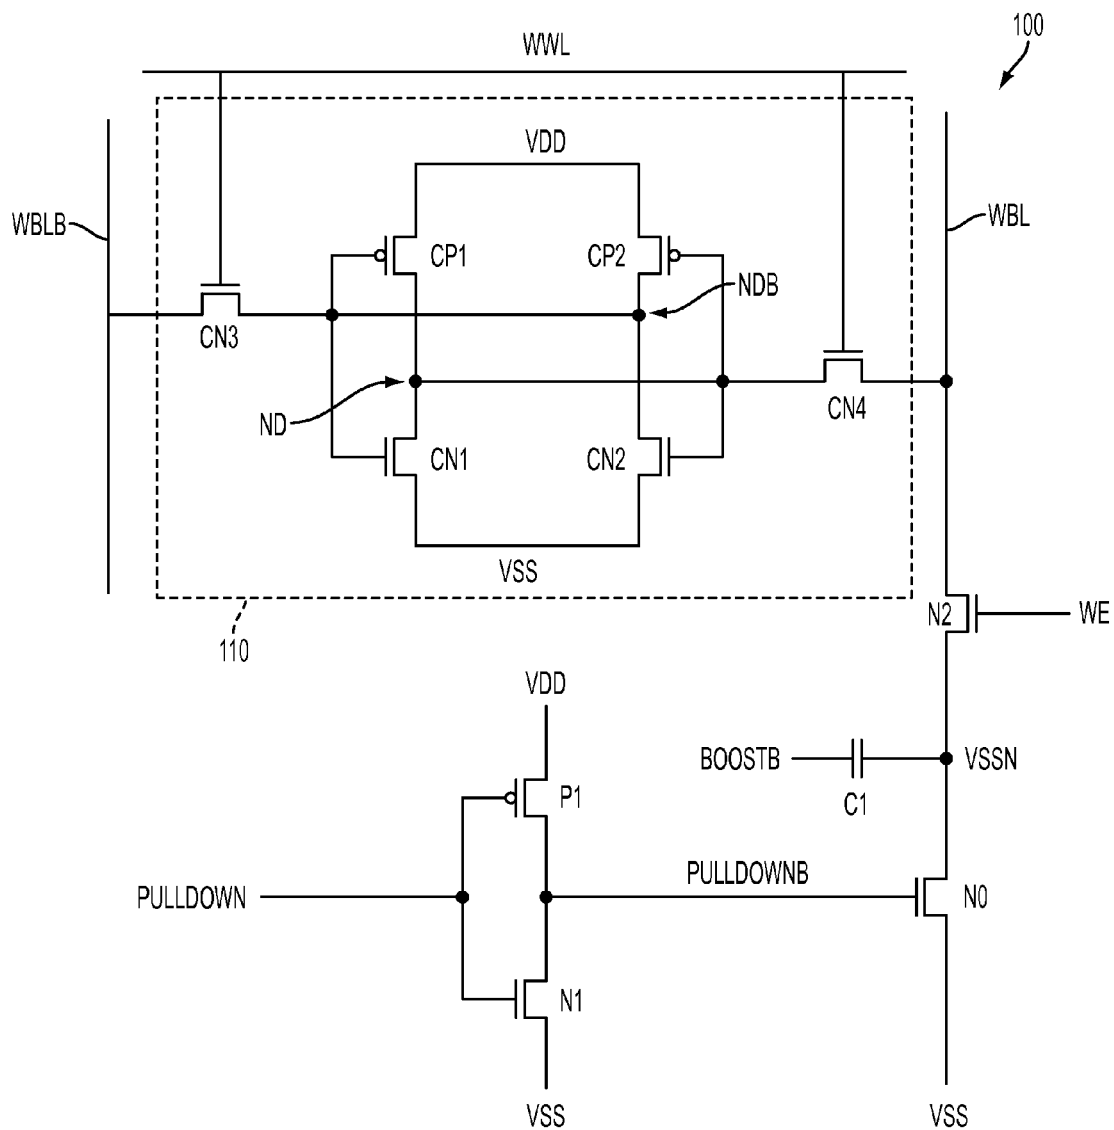 100
WWL
VDD
WBLB
WBL
CP1
CP2
NDB
CN3
CN4
ND
CN1
CN2
VSS
N2
WE
110
VDD
BOOSTB
VSSN
C1
P1
PULLDOWNB
PULLDOWN
N0
N1
VSS
VSS